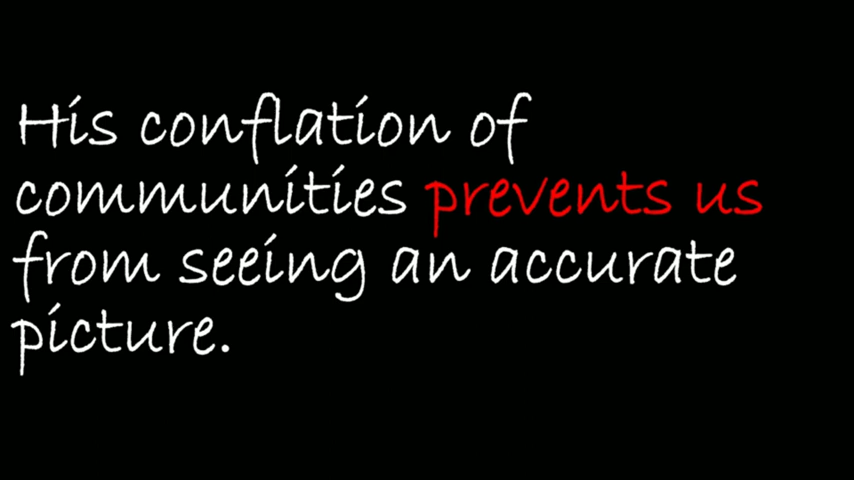 His conflation of
communities prevents us
from seeing an accurate
picture.